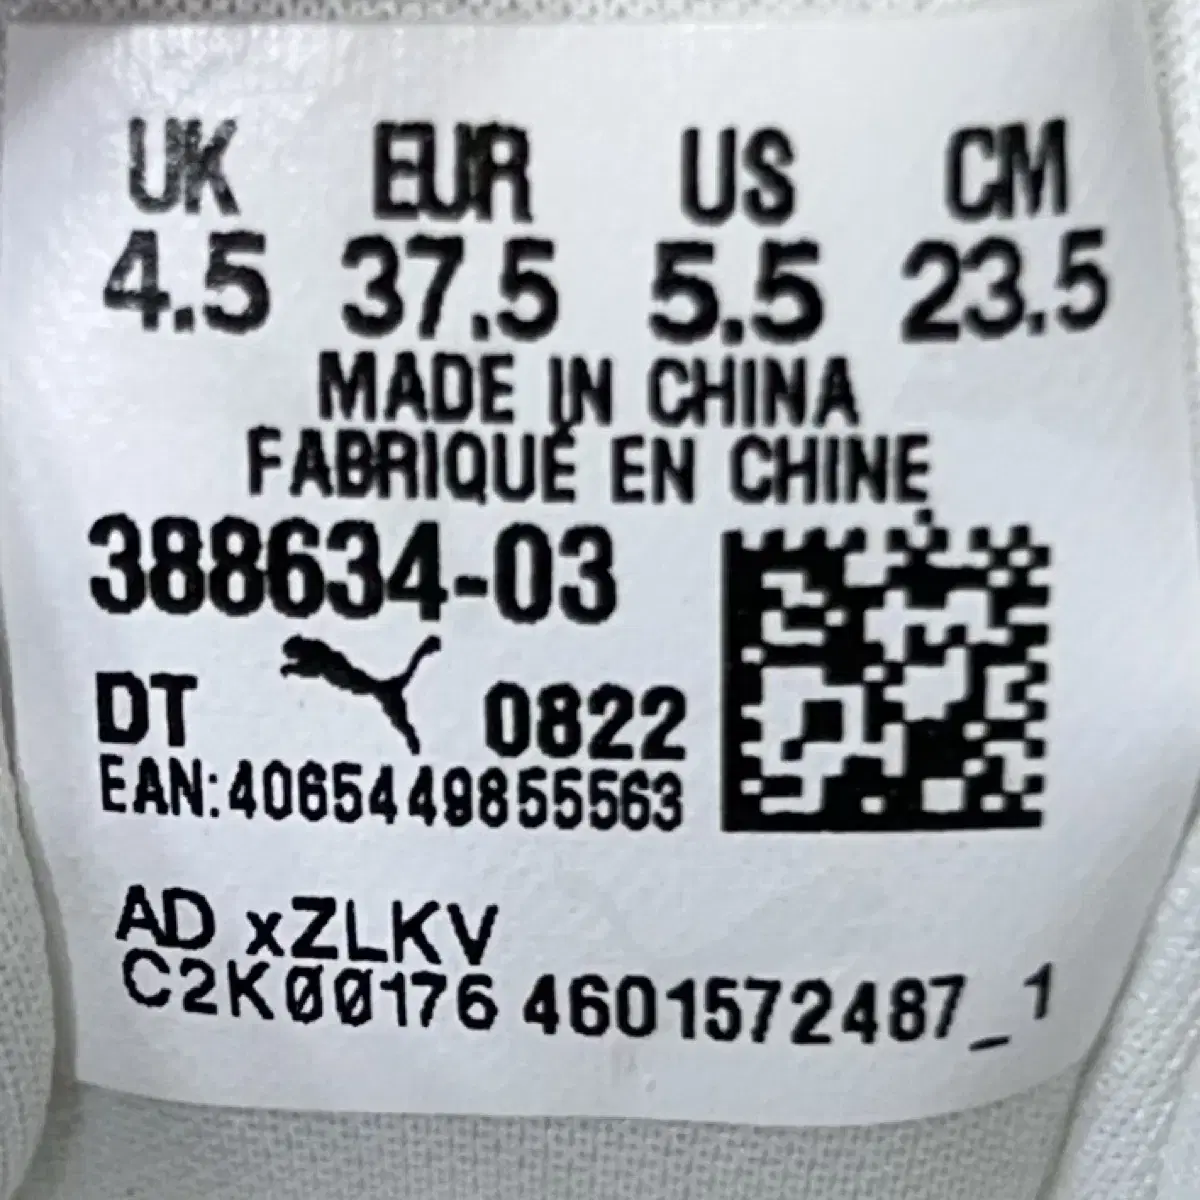 UK EUR US CM
4.5 37.5 5.5 23.5
MADE IN CHINA
FABRIQUÉ EN CHINE
388634-03
DT 0822
EAN:4065449855563
AD xZLKV
C2K00176 4601572487_1